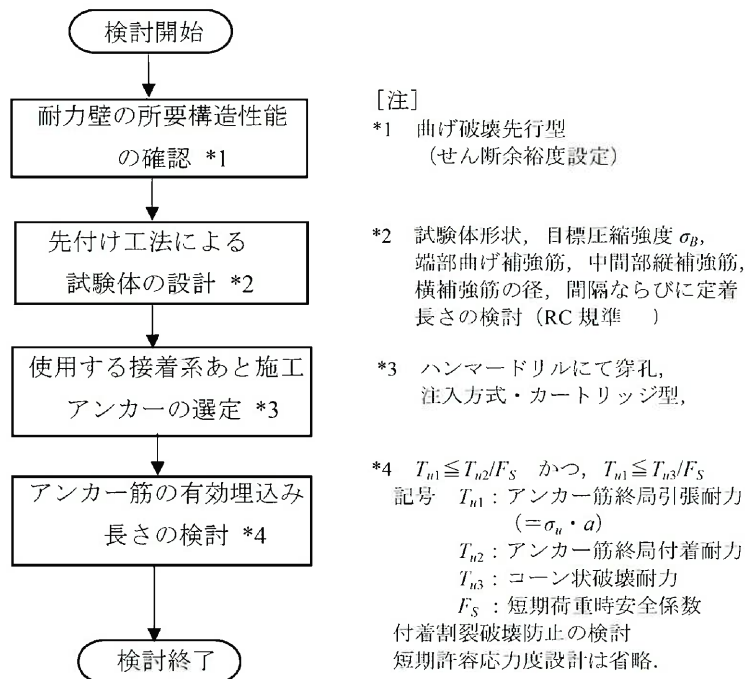 検討開始
耐力壁の所要構造性能
の確認 *1
先付け工法による
試験体の設計 *2
使用する接着系あと施工
アンカーの選定 *3
アンカー筋の有効埋込み
長さの検討 *4
検討終了
[注]
*1 曲げ破壊先行型
(せん断余裕度設定)
*2 試験体形状，目標圧縮強度 σB,
端部曲げ補強筋，中間部縦補強筋，
横補強筋の径，間隔ならびに定着
長さの検討（RC 規準　）
*3 ハンマードリルにて穿孔，
注入方式・カートリッジ型，
*4 Tu1≦Tu2/FS かつ，Tu1≦Tu3/FS
記号 Tu1：アンカー筋終局引張耐力
(＝σu・a)
Tu2：アンカー筋終局付着耐力
Tu3：コーン状破壊耐力
FS：短期荷重時安全係数
付着割裂破壊防止の検討
短期許容応力度設計は省略．